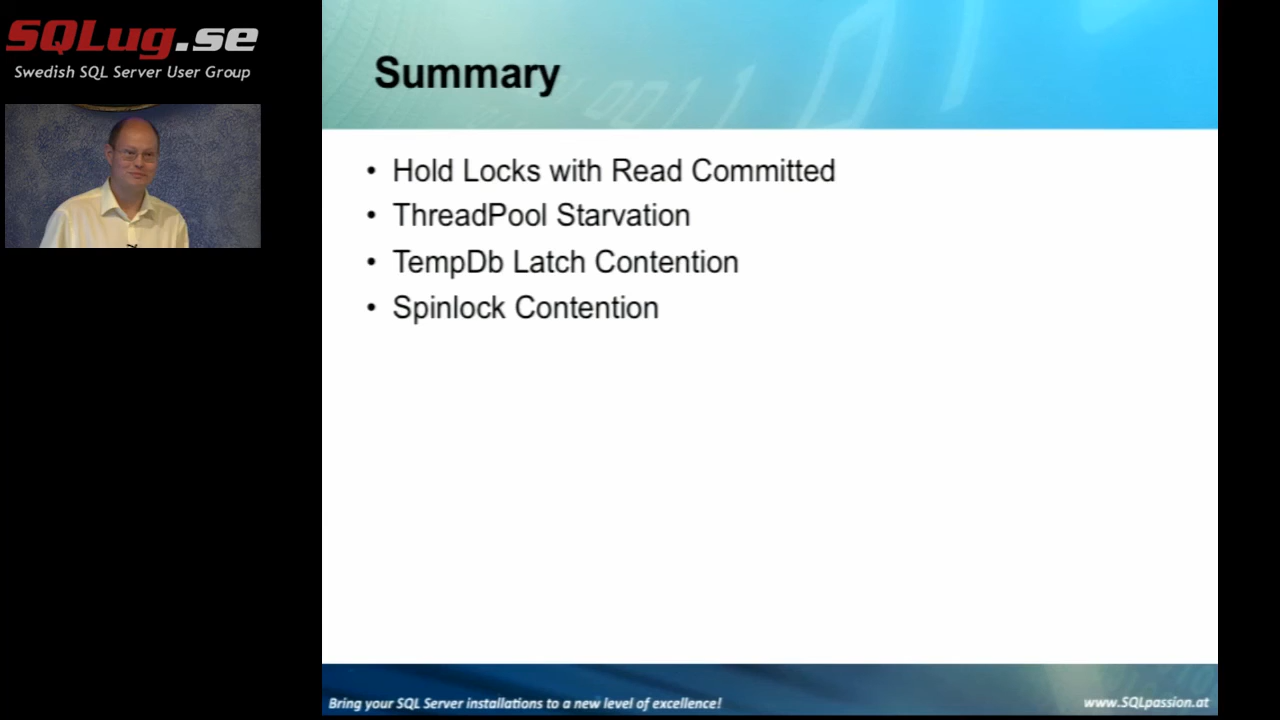 SQLug.se
Swedish SQL Server User Group
Summary
• Hold Locks with Read Committed
• ThreadPool Starvation
• TempDb Latch Contention
• Spinlock Contention
Bring your SQL Server installations to a new level of excellence!
www.SQLpassion.at